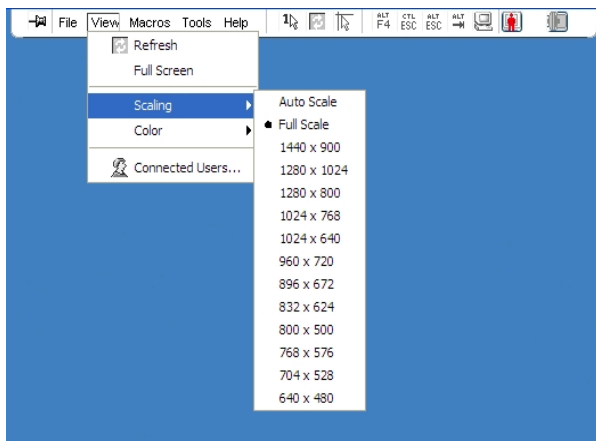 File View Macros Tools Help 1 ALT F4 CTL ESC ALT ESC ALT
Refresh
Full Screen
Scaling
Color
Connected Users...
Auto Scale
Full Scale
1440 x 900
1280 x 1024
1280 x 800
1024 x 768
1024 x 640
960 x 720
896 x 672
832 x 624
800 x 500
768 x 576
704 x 528
640 x 480